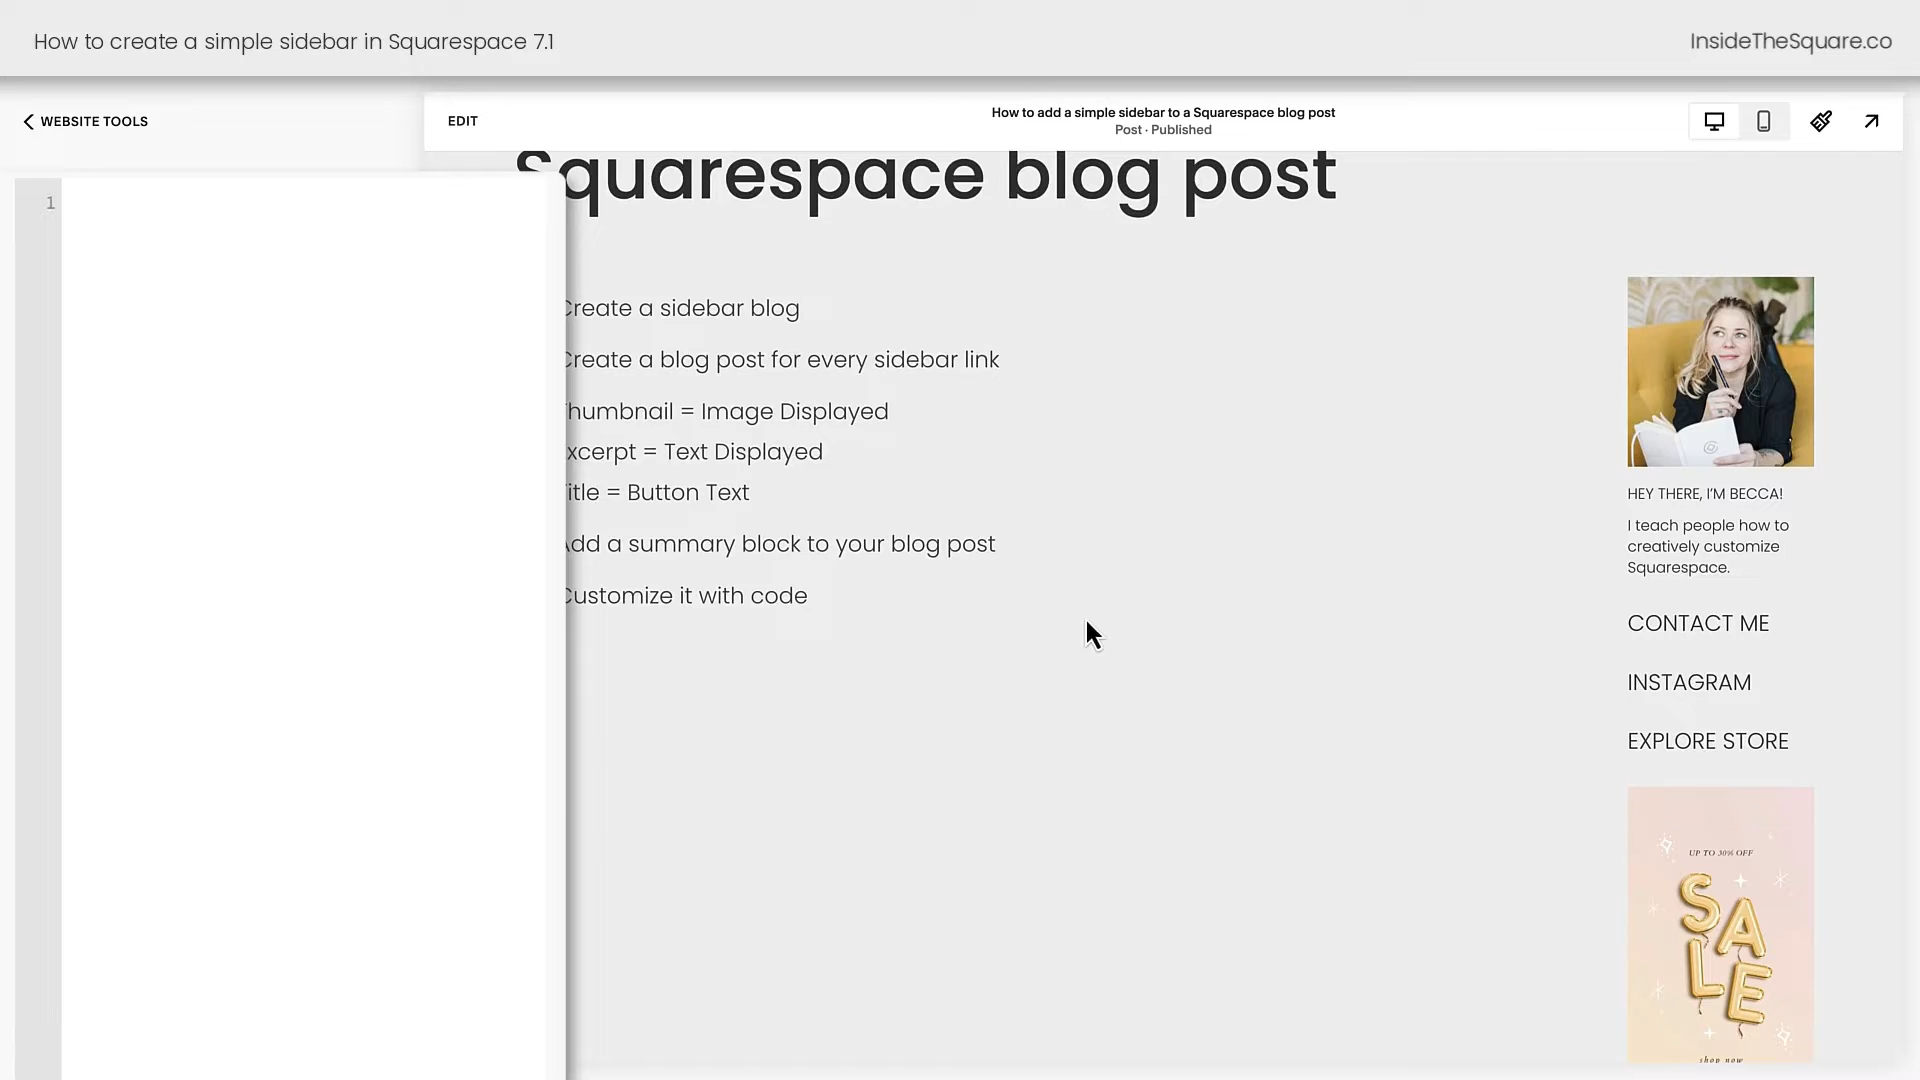 How to create a simple sidebar in Squarespace 7.1
InsideTheSquare.co
WEBSITE TOOLS
EDIT
How to add a simple sidebar to a Squarespace blog post
Post · Published
Squarespace blog post
1
Create a sidebar blog
Create a blog post for every sidebar link
Thumbnail = Image Displayed
Excerpt = Text Displayed
Title = Button Text
Add a summary block to your blog post
Customize it with code
HEY THERE, I'M BECCA!
I teach people how to
creatively customize
Squarespace.
CONTACT ME
INSTAGRAM
EXPLORE STORE
UP TO 30% OFF
SALE
shop now